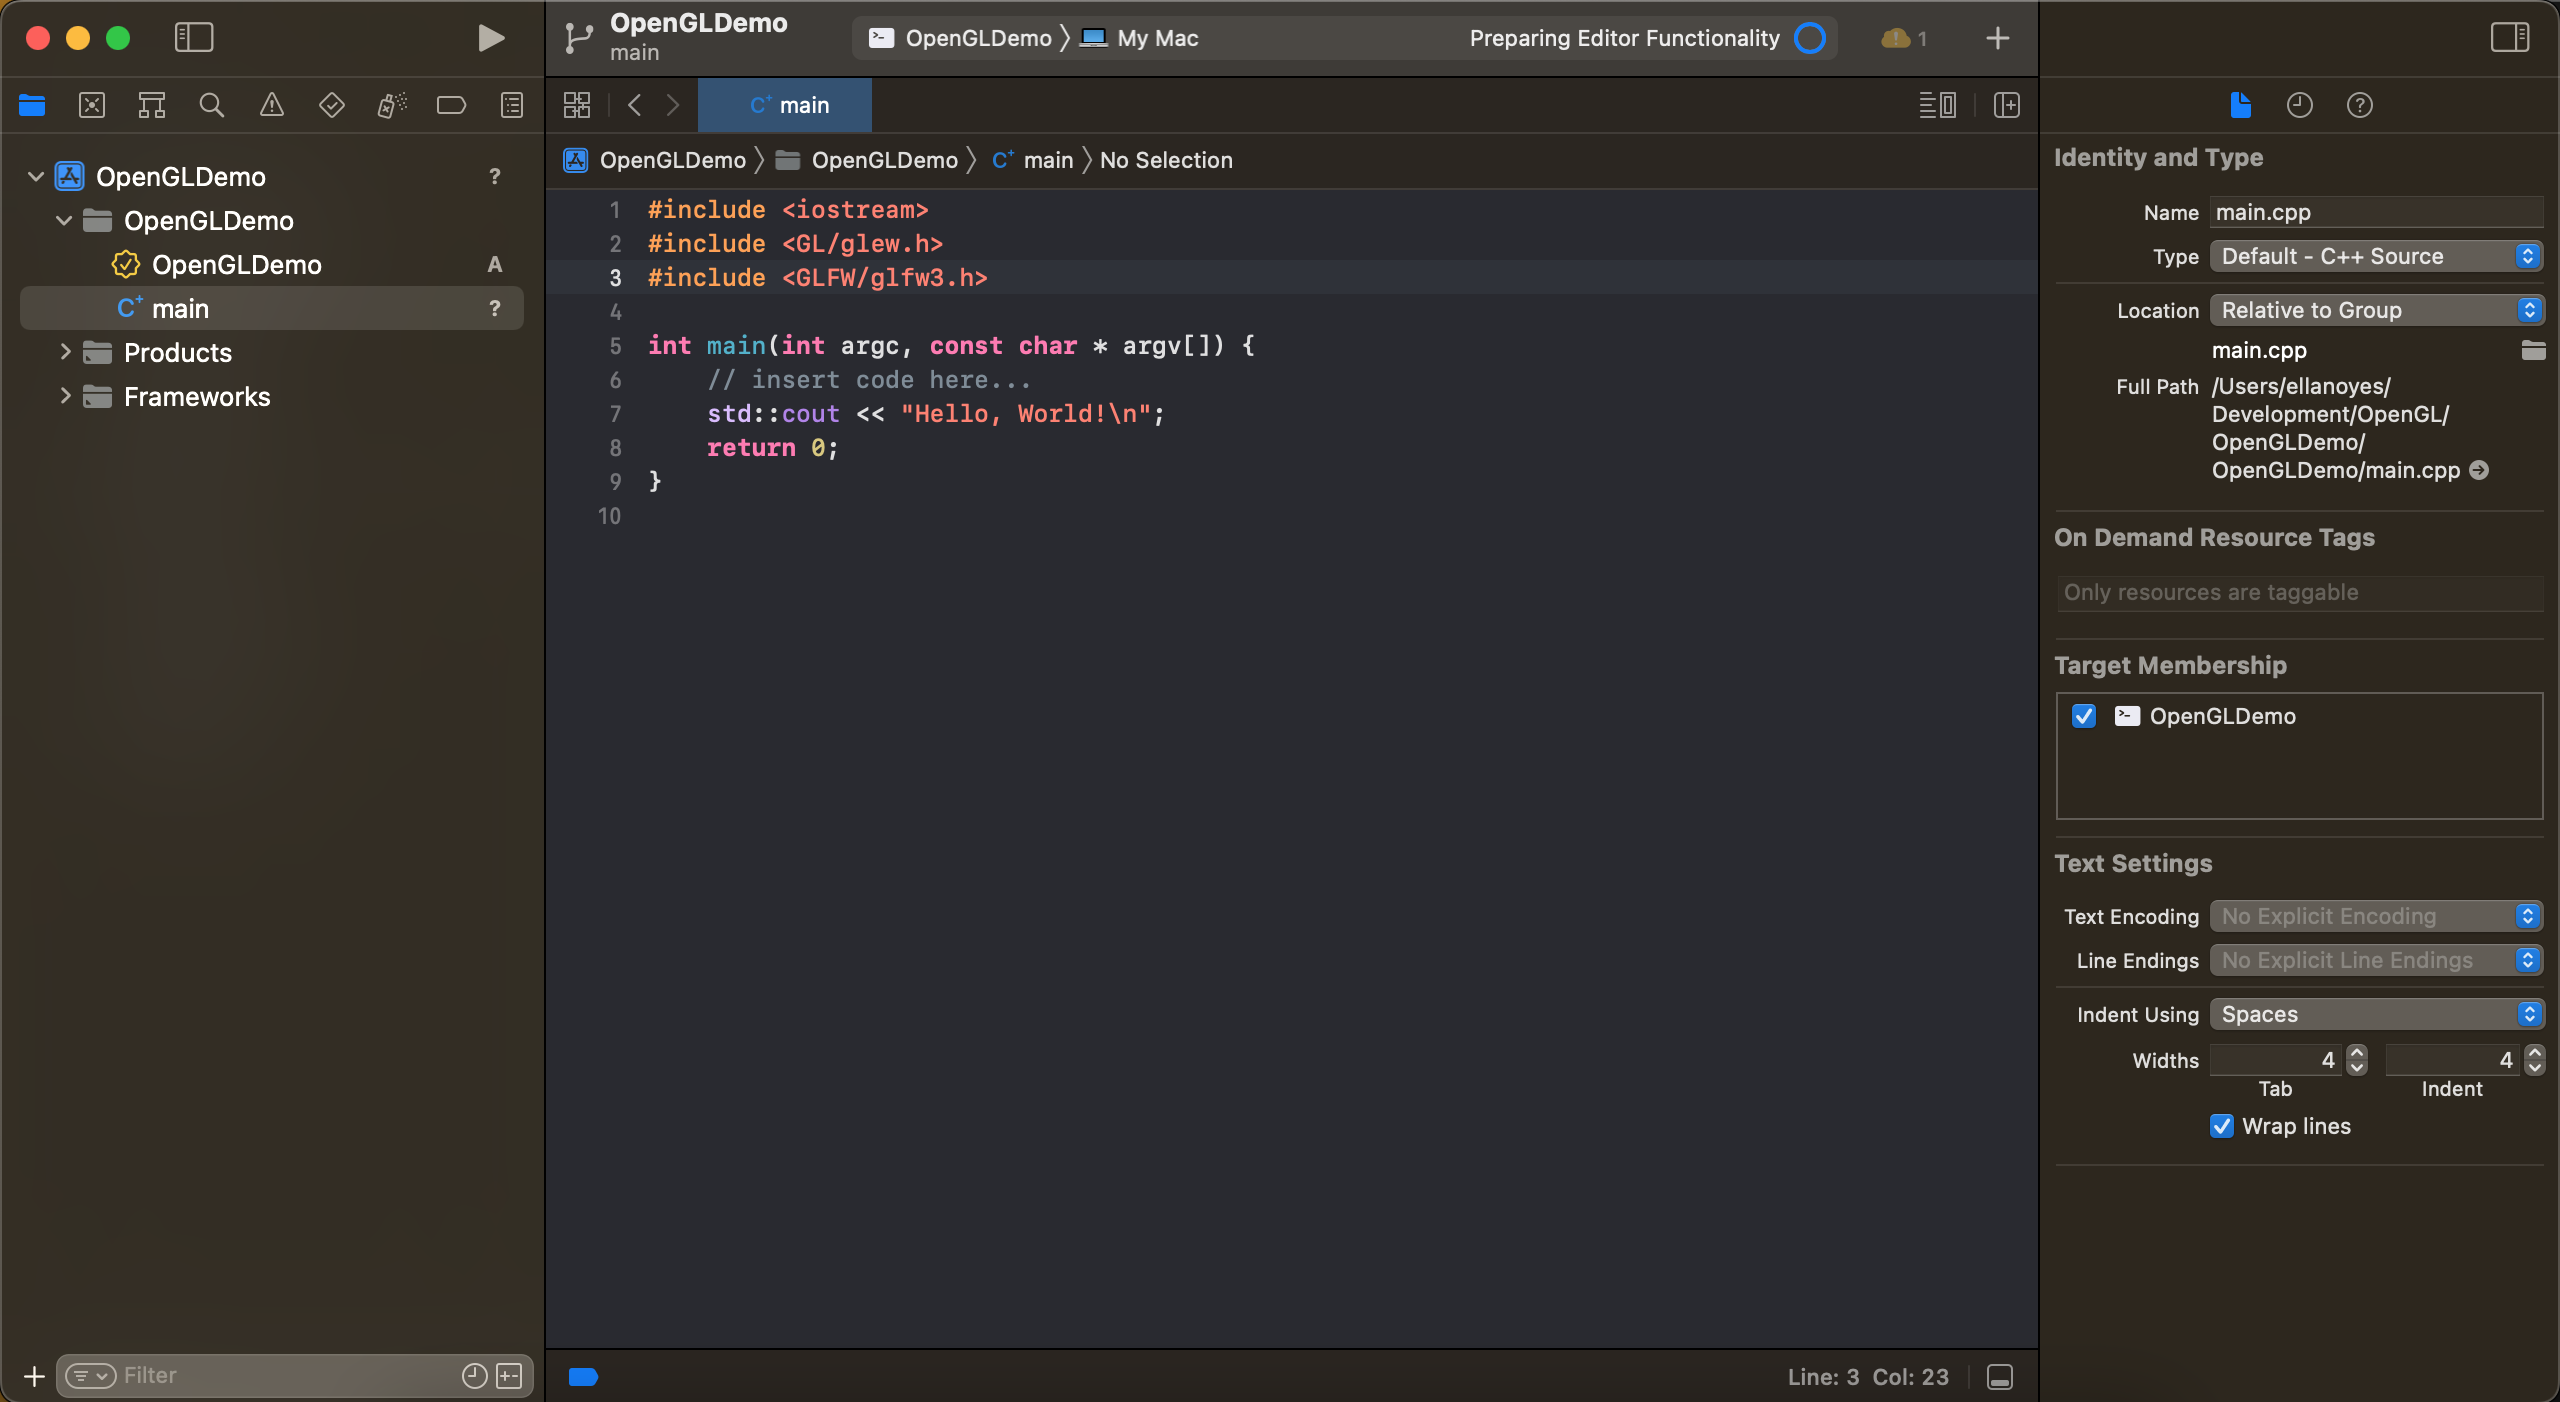 OpenGLDemo
main
OpenGLDemo
My Mac
Preparing Editor Functionality
1
main
OpenGLDemo
OpenGLDemo
main
No Selection
OpenGLDemo ?
OpenGLDemo
OpenGLDemo A
main ?
Products
Frameworks
Filter
1 #include <iostream>
2 #include <GL/glew.h>
3 #include <GLFW/glfw3.h>
4
5 int main(int argc, const char * argv[]) {
6     // insert code here...
7     std::cout << "Hello, World!\n";
8     return 0;
9 }
10
Line: 3 Col: 23
Identity and Type
Name main.cpp
Type Default - C++ Source
Location Relative to Group
main.cpp
Full Path /Users/ellanoyes/
Development/OpenGL/
OpenGLDemo/
OpenGLDemo/main.cpp
On Demand Resource Tags
Only resources are taggable
Target Membership
OpenGLDemo
Text Settings
Text Encoding No Explicit Encoding
Line Endings No Explicit Line Endings
Indent Using Spaces
Widths 4 4
Tab Indent
Wrap lines